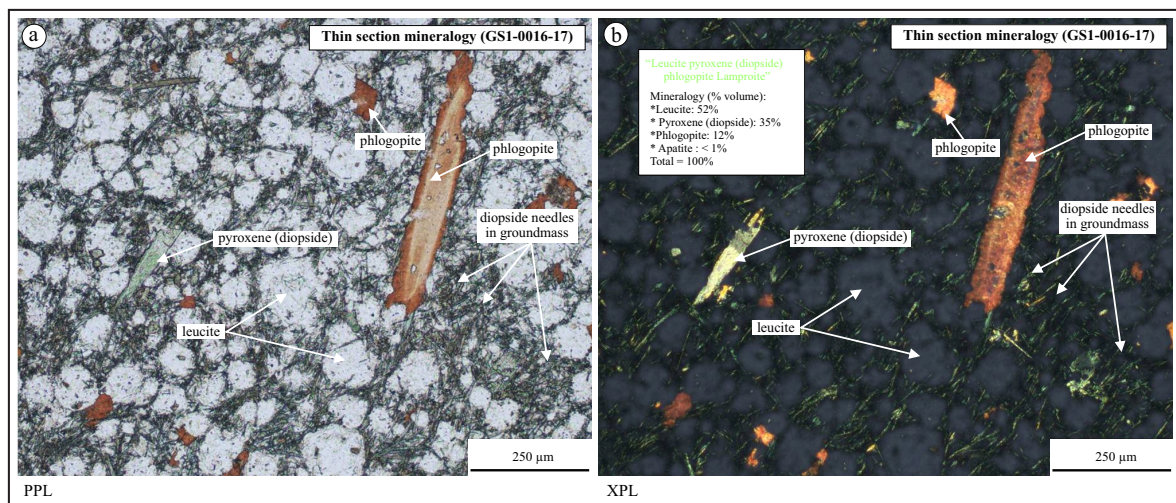 a
Thin section mineralogy (GS1-0016-17)
phlogopite
phlogopite
diopside needles
in groundmass
pyroxene (diopside)
leucite
250 µm
PPL
b
Thin section mineralogy (GS1-0016-17)
"Leucite pyroxene (diopside)
phlogopite Lamproite"
Mineralogy (% volume):
*Leucite: 52%
* Pyroxene (diopside): 35%
*Phlogopite: 12%
* Apatite : < 1%
Total = 100%
phlogopite
phlogopite
diopside needles
in groundmass
pyroxene (diopside)
leucite
250 µm
XPL